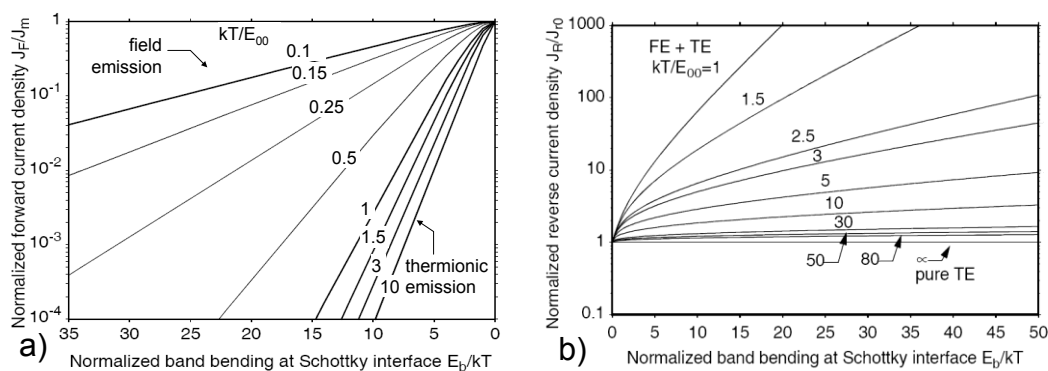 Normalized forward current density J_F/J_m
1
10⁻¹
10⁻²
10⁻³
10⁻⁴
kT/E₀₀
field
emission
0.1
0.15
0.25
0.5
1
1.5
3
10
thermionic
emission
35 30 25 20 15 10 5 0
a)
Normalized band bending at Schottky interface E_b/kT
Normalized reverse current density J_R/J_r0
1000
100
10
1
0.1
FE + TE
kT/E₀₀=1
1.5
2.5
3
5
10
30
50
80
∝
pure TE
0 5 10 15 20 25 30 35 40 45 50
b)
Normalized band bending at Schottky interface E_b/kT